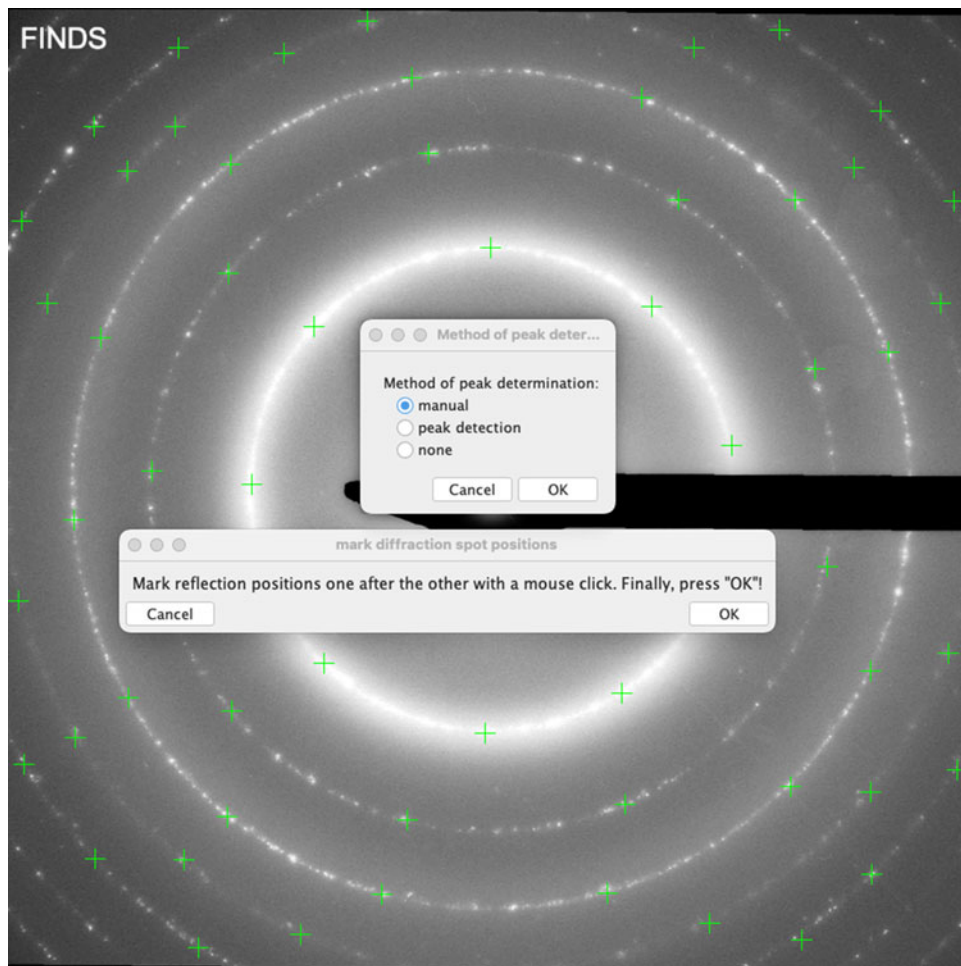 FINDS
Method of peak deter...
Method of peak determination:
manual
peak detection
none
Cancel OK
mark diffraction spot positions
Mark reflection positions one after the other with a mouse click. Finally, press "OK"!
Cancel OK